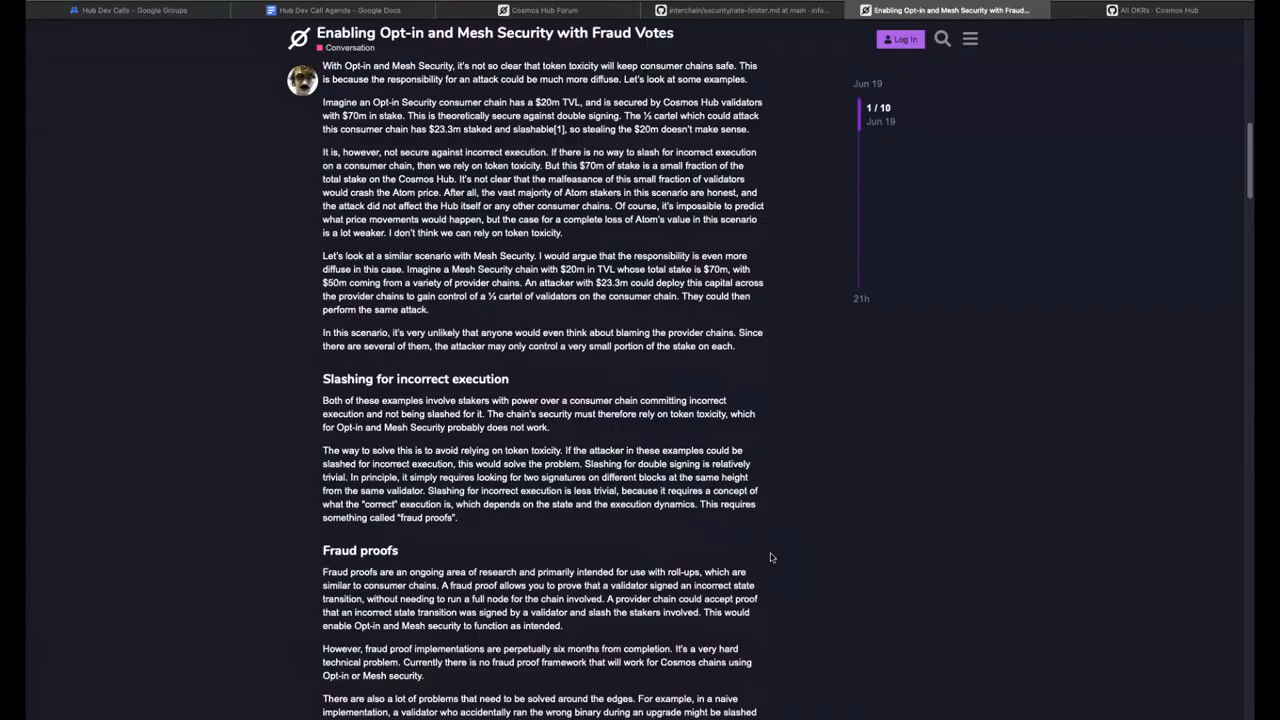 Hub Dev Calls - Google Groups
Hub Dev Call Agendas - Google Docs
Cosmos Hub Forum
interchain/security/rate-limiter.md at main · info...
Enabling Opt-in and Mesh Security with Fraud...
All OKRs · Cosmos Hub
Enabling Opt-in and Mesh Security with Fraud Votes
Conversation
Log In
With Opt-in and Mesh Security, it's not so clear that token toxicity will keep consumer chains safe. This
is because the responsibility for an attack could be much more diffuse. Let's look at some examples.
Jun 19
1 / 10
Jun 19
21h
Imagine an Opt-in Security consumer chain has a $20m TVL, and is secured by Cosmos Hub validators
with $70m in stake. This is theoretically secure against double signing. The ⅓ cartel which could attack
this consumer chain has $23.3m staked and slashable[1], so stealing the $20m doesn't make sense.
It is, however, not secure against incorrect execution. If there is no way to slash for incorrect execution
on a consumer chain, then we rely on token toxicity. But this $70m of stake is a small fraction of the
total stake on the Cosmos Hub. It's not clear that the malfeasance of this small fraction of validators
would crash the Atom price. After all, the vast majority of Atom stakers in this scenario are honest, and
the attack did not affect the Hub itself or any other consumer chains. Of course, it's impossible to predict
what price movements would happen, but the case for a complete loss of Atom's value in this scenario
is a lot weaker. I don't think we can rely on token toxicity.
Let's look at a similar scenario with Mesh Security. I would argue that the responsibility is even more
diffuse in this case. Imagine a Mesh Security chain with $20m in TVL whose total stake is $70m, with
$50m coming from a variety of provider chains. An attacker with $23.3m could deploy this capital across
the provider chains to gain control of a ⅓ cartel of validators on the consumer chain. They could then
perform the same attack.
In this scenario, it's very unlikely that anyone would even think about blaming the provider chains. Since
there are several of them, the attacker may only control a very small portion of the stake on each.
Slashing for incorrect execution
Both of these examples involve stakers with power over a consumer chain committing incorrect
execution and not being slashed for it. The chain's security must therefore rely on token toxicity, which
for Opt-in and Mesh Security probably does not work.
The way to solve this is to avoid relying on token toxicity. If the attacker in these examples could be
slashed for incorrect execution, this would solve the problem. Slashing for double signing is relatively
trivial. In principle, it simply requires looking for two signatures on different blocks at the same height
from the same validator. Slashing for incorrect execution is less trivial, because it requires a concept of
what the "correct" execution is, which depends on the state and the execution dynamics. This requires
something called "fraud proofs".
Fraud proofs
Fraud proofs are an ongoing area of research and primarily intended for use with roll-ups, which are
similar to consumer chains. A fraud proof allows you to prove that a validator signed an incorrect state
transition, without needing to run a full node for the chain involved. A provider chain could accept proof
that an incorrect state transition was signed by a validator and slash the stakers involved. This would
enable Opt-in and Mesh security to function as intended.
However, fraud proof implementations are perpetually six months from completion. It's a very hard
technical problem. Currently there is no fraud proof framework that will work for Cosmos chains using
Opt-in or Mesh security.
There are also a lot of problems that need to be solved around the edges. For example, in a naive
implementation, a validator who accidentally ran the wrong binary during an upgrade might be slashed